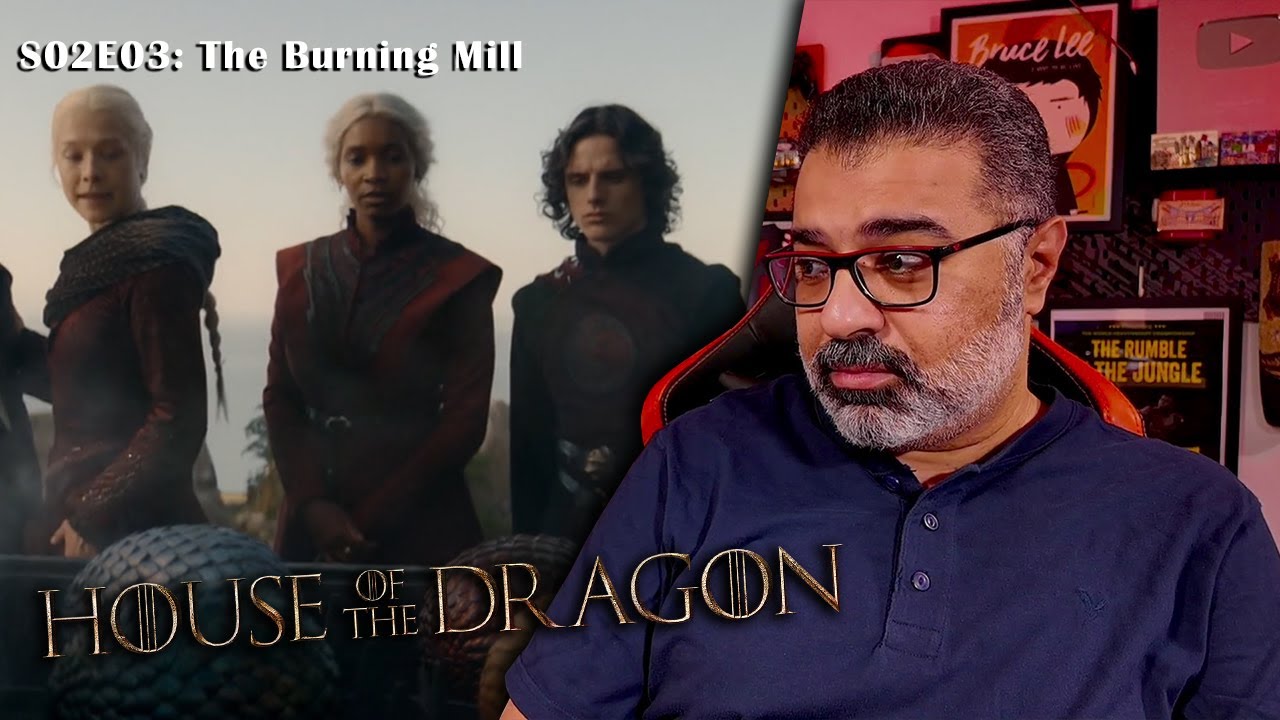 S02E03: The Burning Mill
HOUSE OF THE DRAGON
Bruce Lee
THE RUMBLE
THE JUNGLE